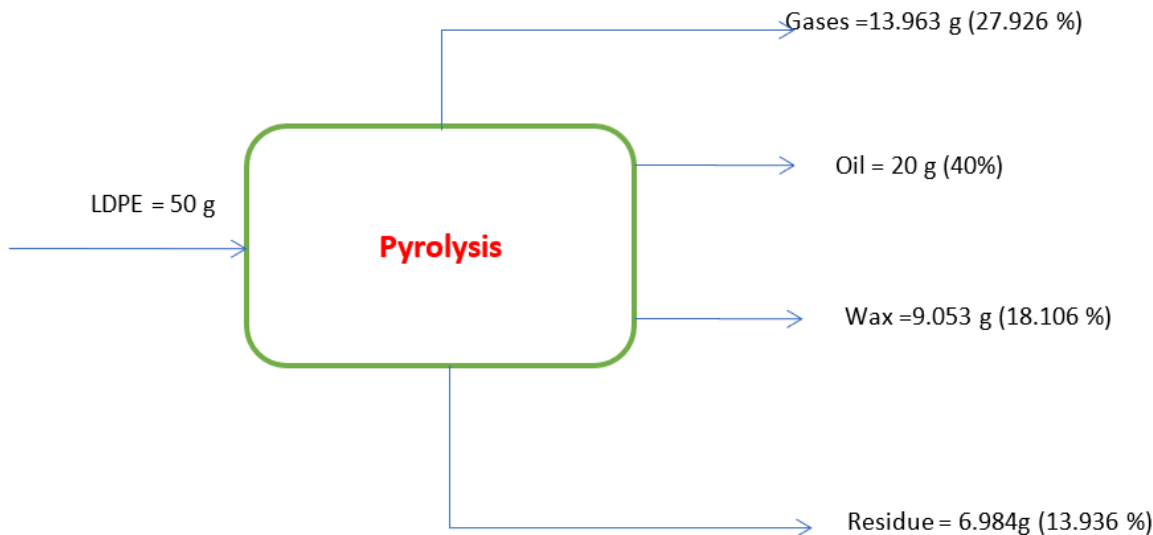 Gases =13.963 g (27.926 %)
Oil = 20 g (40%)
LDPE = 50 g
Pyrolysis
Wax =9.053 g (18.106 %)
Residue = 6.984g (13.936 %)